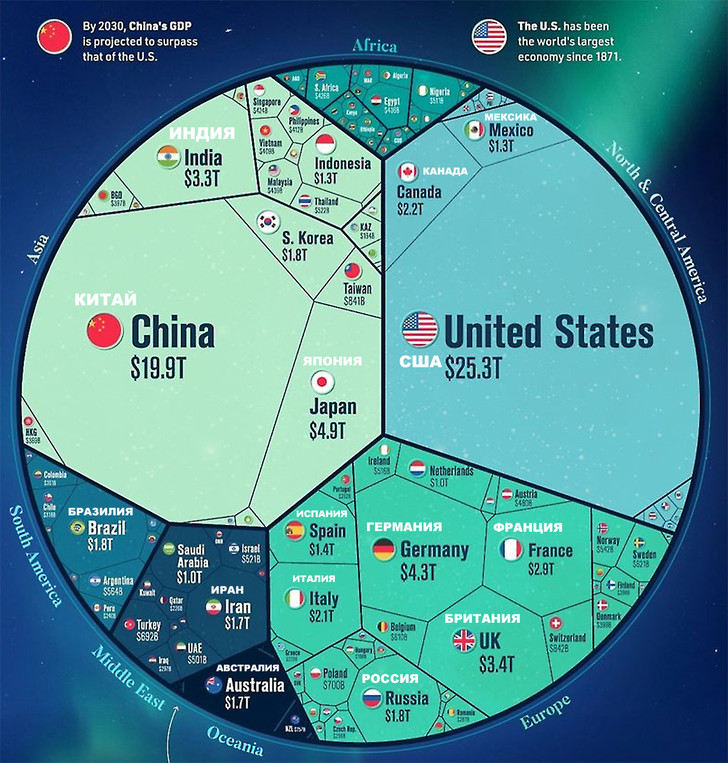 By 2030, China's GDP
is projected to surpass
that of the U.S.
The U.S. has been
the world's largest
economy since 1871.
Africa
North & Central America
Asia
South America
Middle East
Oceania
Europe
S. Africa
$426B
Algeria
Egypt
$436B
Nigeria
$511B
Kenya
Ethiopia
Singapore
$424B
Philippines
$412B
Vietnam
$409B
Malaysia
$439B
Indonesia
$1.3T
Thailand
$522B
ИНДИЯ
India
$3.3T
BGD
$397B
KAZ
S. Korea
$1.8T
Taiwan
$841B
КИТАЙ
China
$19.9T
ЯПОНИЯ
Japan
$4.9T
HKG
$369B
МЕКСИКА
Mexico
$1.3T
КАНАДА
Canada
$2.2T
США
United States
$25.3T
Colombia
Chile
БРАЗИЛИЯ
Brazil
$1.8T
Argentina
$564B
Peru
Saudi
Arabia
$1.0T
Israel
$521B
Kuwait
Qatar
ИРАН
Iran
$1.7T
Turkey
$692B
UAE
$501B
Iraq
АВСТРАЛИЯ
Australia
$1.7T
NZL
Ireland
$516B
Netherlands
$1.0T
Portugal
Austria
$480B
ИСПАНИЯ
Spain
$1.4T
ГЕРМАНИЯ
Germany
$4.3T
ФРАНЦИЯ
France
$2.9T
Norway
$542B
Sweden
$621B
Finland
Denmark
$399B
ИТАЛИЯ
Italy
$2.1T
Belgium
$610B
БРИТАНИЯ
UK
$3.4T
Switzerland
$842B
Greece
Hungary
Poland
$700B
РОССИЯ
Russia
$1.8T
Czech Rep.
Romania